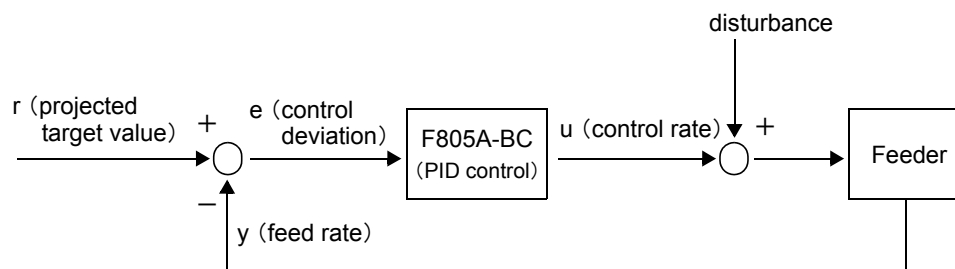 disturbance
r（projected
target value）
+
e（control
deviation）
F805A-BC
（PID control）
u（control rate）
+
Feeder
−
y（feed rate）